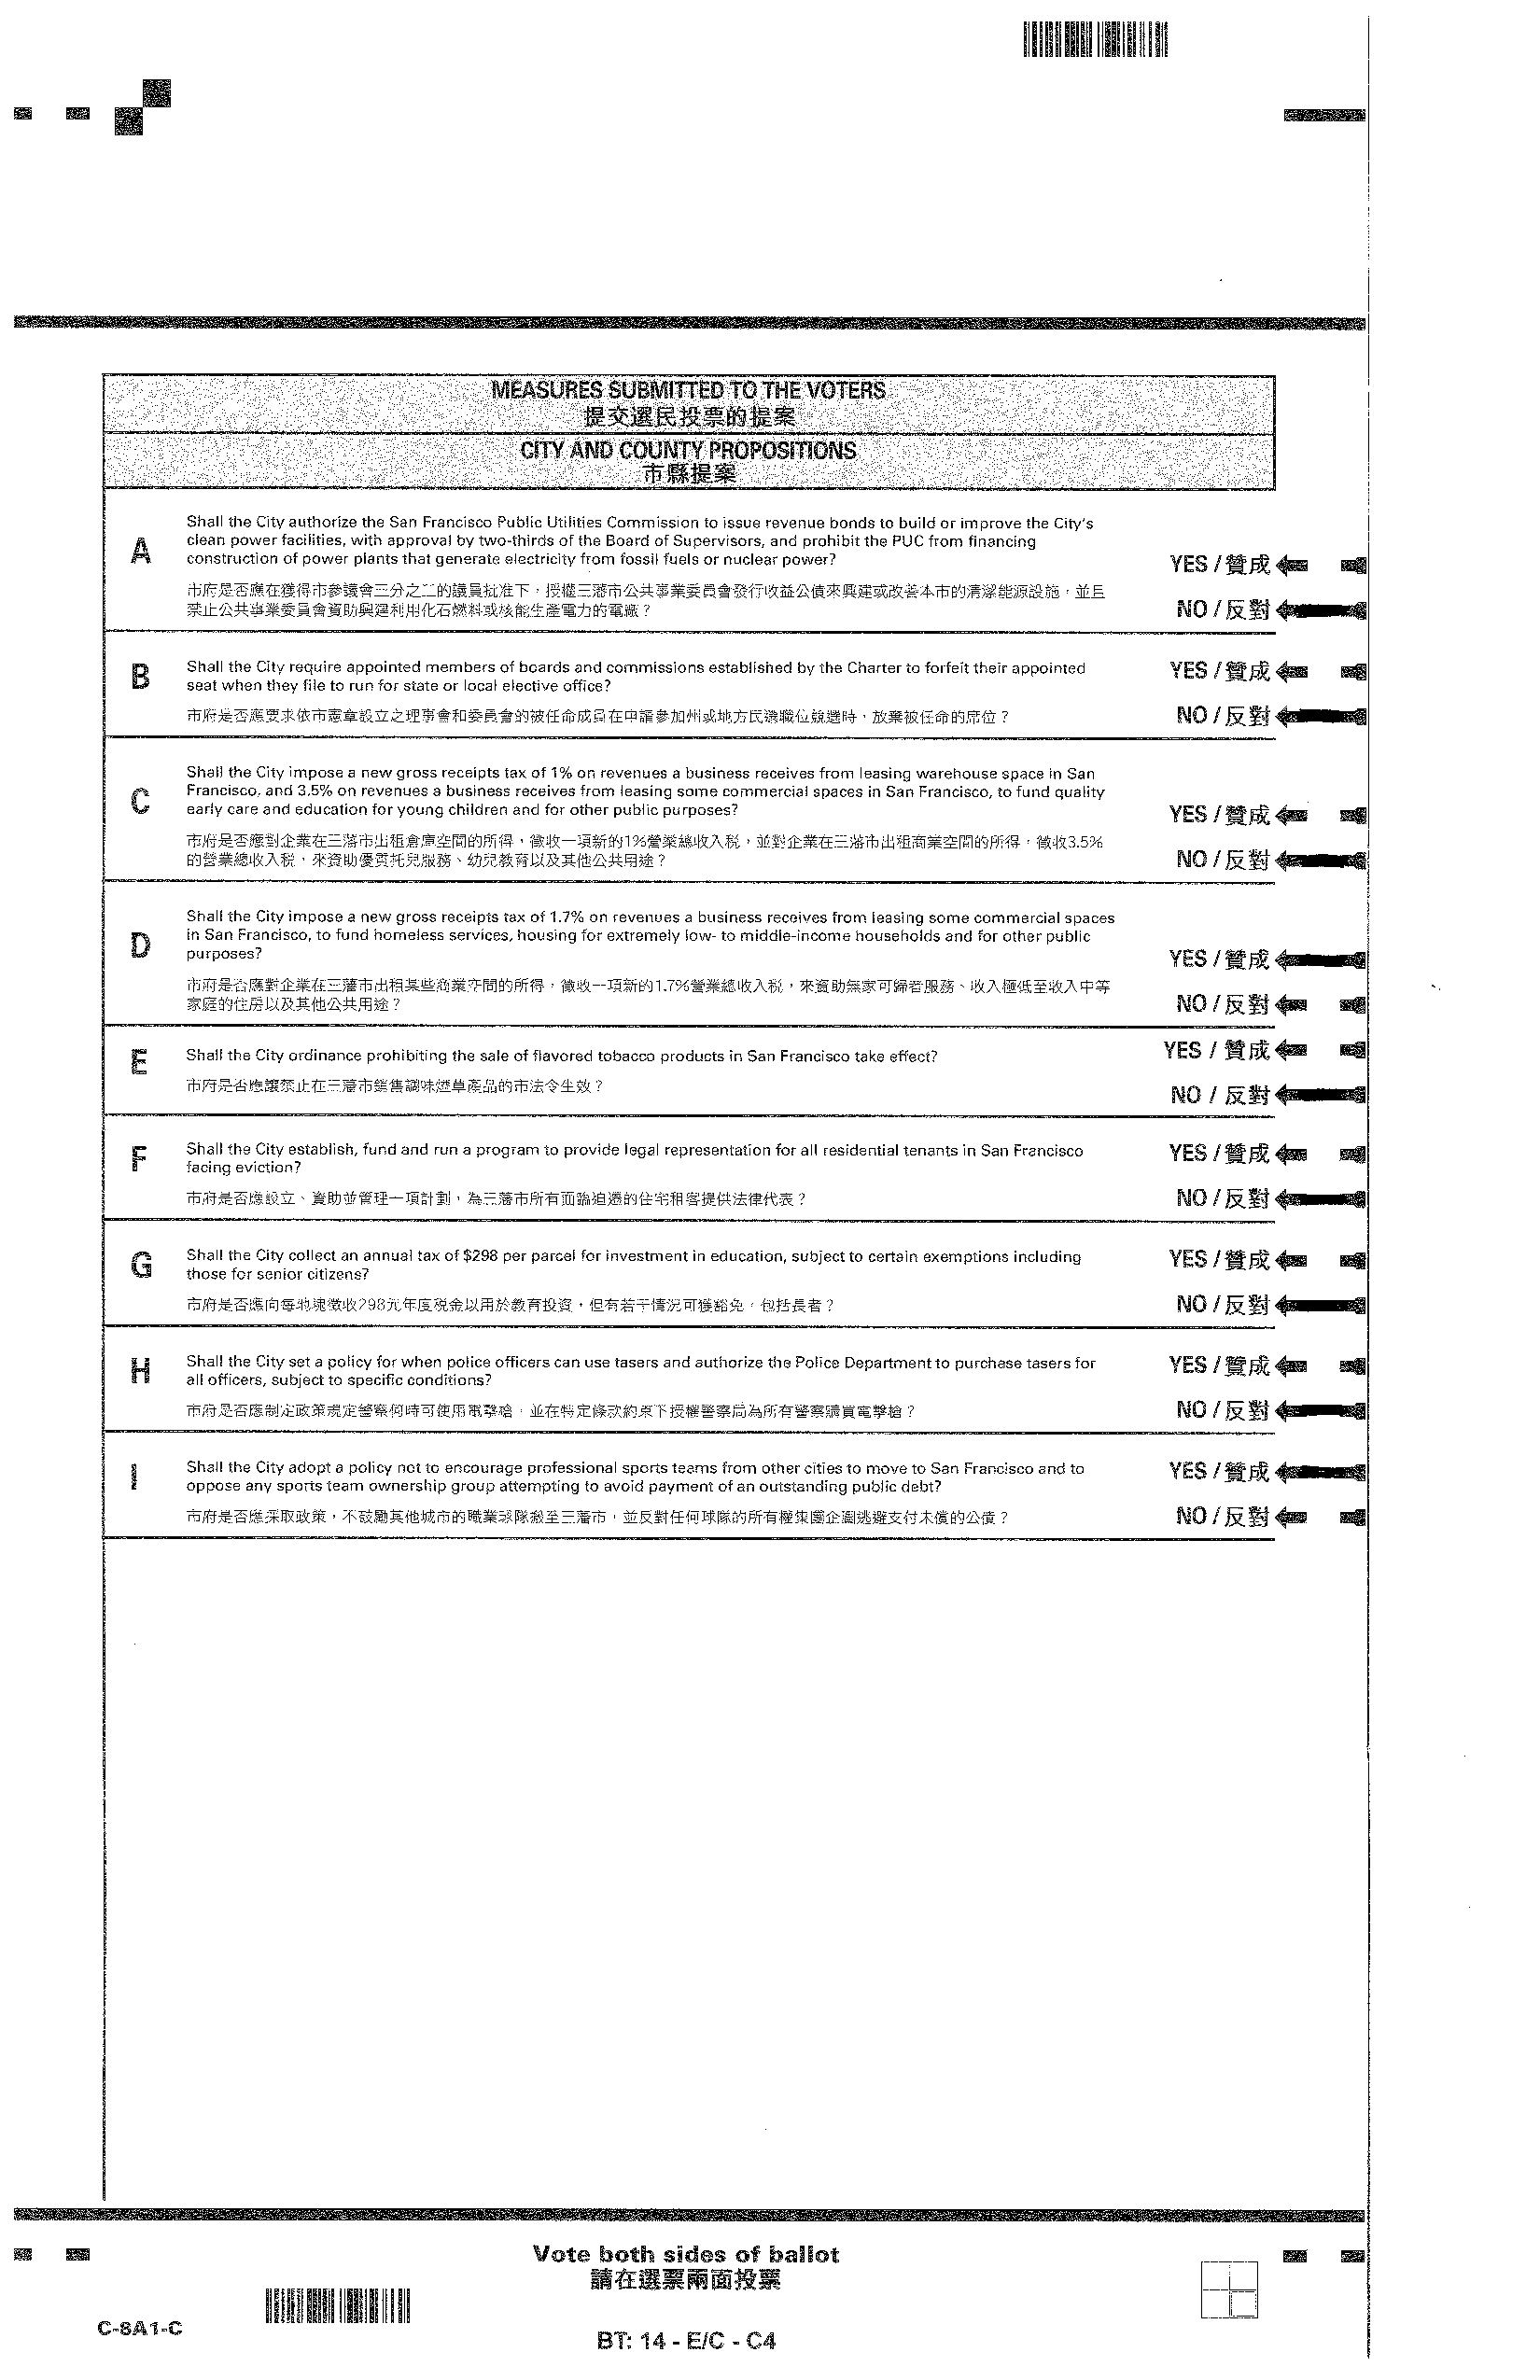 MEASURES SUBMITTED TO THE VOTERS
提交選民投票的提案
CITY AND COUNTY PROPOSITIONS
市縣提案
A
Shall the City authorize the San Francisco Public Utilities Commission to issue revenue bonds to build or improve the City's
clean power facilities, with approval by two-thirds of the Board of Supervisors, and prohibit the PUC from financing
construction of power plants that generate electricity from fossil fuels or nuclear power?
市府是否應在獲得市參議會三分之二的議員批准下，授權三藩市公共事業委員會發行收益公債來興建或改善本市的清潔能源設施，並且
禁止公共事業委員會資助興建利用化石燃料或核能生產電力的電廠？
YES / 贊成
NO / 反對
B
Shall the City require appointed members of boards and commissions established by the Charter to forfeit their appointed
seat when they file to run for state or local elective office?
市府是否應要求依市憲章設立之理事會和委員會的被任命成員在申請參加州或地方民選職位競選時，放棄被任命的席位？
YES / 贊成
NO / 反對
C
Shall the City impose a new gross receipts tax of 1% on revenues a business receives from leasing warehouse space in San
Francisco, and 3.5% on revenues a business receives from leasing some commercial spaces in San Francisco, to fund quality
early care and education for young children and for other public purposes?
市府是否應對企業在三藩市出租倉庫空間的所得，徵收一項新的1%營業總收入稅，並對企業在三藩市出租商業空間的所得，徵收3.5%
的營業總收入稅，來資助優質托兒服務、幼兒教育以及其他公共用途？
YES / 贊成
NO / 反對
D
Shall the City impose a new gross receipts tax of 1.7% on revenues a business receives from leasing some commercial spaces
in San Francisco, to fund homeless services, housing for extremely low- to middle-income households and for other public
purposes?
市府是否應對企業在三藩市出租某些商業空間的所得，徵收一項新的1.7%營業總收入稅，來資助無家可歸者服務、收入極低至收入中等
家庭的住房以及其他公共用途？
YES / 贊成
NO / 反對
E
Shall the City ordinance prohibiting the sale of flavored tobacco products in San Francisco take effect?
市府是否應讓禁止在三藩市銷售調味煙草產品的市法令生效？
YES / 贊成
NO / 反對
F
Shall the City establish, fund and run a program to provide legal representation for all residential tenants in San Francisco
facing eviction?
市府是否應設立、資助並管理一項計劃，為三藩市所有面臨迫遷的住宅租客提供法律代表？
YES / 贊成
NO / 反對
G
Shall the City collect an annual tax of $298 per parcel for investment in education, subject to certain exemptions including
those for senior citizens?
市府是否應向每地塊徵收298元年度稅金以用於教育投資，但有若干情況可獲豁免，包括長者？
YES / 贊成
NO / 反對
H
Shall the City set a policy for when police officers can use tasers and authorize the Police Department to purchase tasers for
all officers, subject to specific conditions?
市府是否應制定政策規定警察何時可使用電擊槍，並在特定條款約束下授權警察局為所有警察購買電擊槍？
YES / 贊成
NO / 反對
I
Shall the City adopt a policy not to encourage professional sports teams from other cities to move to San Francisco and to
oppose any sports team ownership group attempting to avoid payment of an outstanding public debt?
市府是否應採取政策，不鼓勵其他城市的職業球隊搬至三藩市，並反對任何球隊的所有權集團企圖逃避支付未償的公債？
YES / 贊成
NO / 反對
Vote both sides of ballot
請在選票兩面投票
C-8A1-C
BT: 14 - E/C - C4